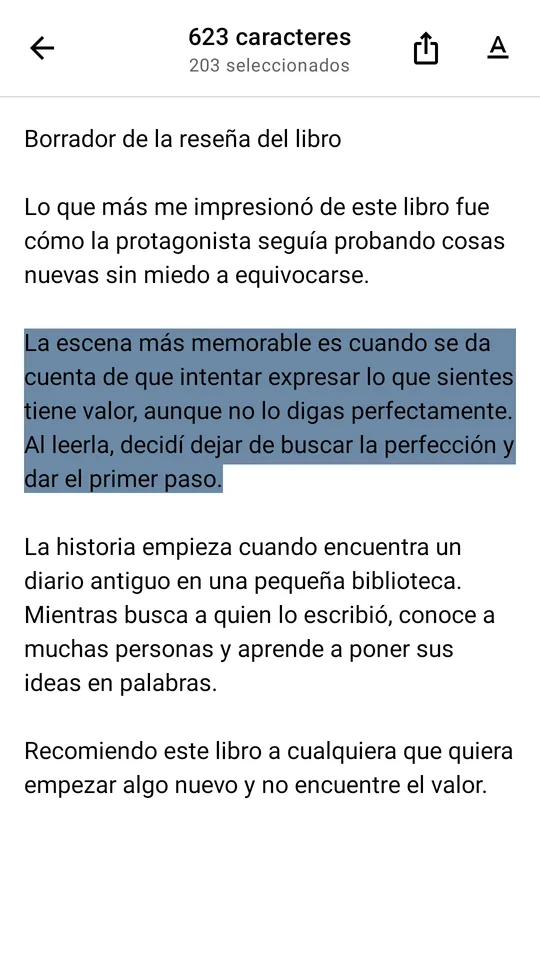 623 caracteres
203 seleccionados
A
Borrador de la reseña del libro
Lo que más me impresionó de este libro fue
cómo la protagonista seguía probando cosas
nuevas sin miedo a equivocarse.
La escena más memorable es cuando se da
cuenta de que intentar expresar lo que sientes
tiene valor, aunque no lo digas perfectamente.
Al leerla, decidí dejar de buscar la perfección y
dar el primer paso.
La historia empieza cuando encuentra un
diario antiguo en una pequeña biblioteca.
Mientras busca a quien lo escribió, conoce a
muchas personas y aprende a poner sus
ideas en palabras.
Recomiendo este libro a cualquiera que quiera
empezar algo nuevo y no encuentre el valor.